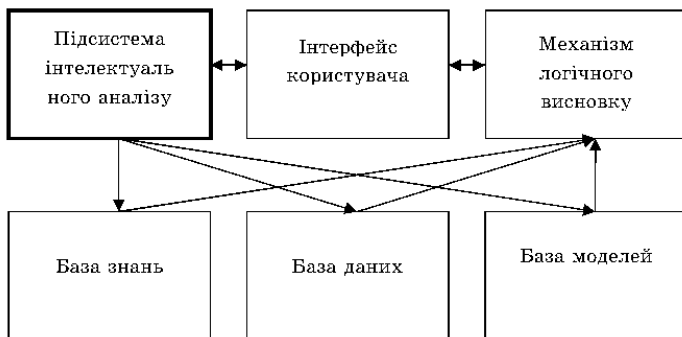 Підсистема
інтелектуаль
ного аналізу
Інтерфейс
користувача
Механізм
логічного
висновку
База знань
База даних
База моделей